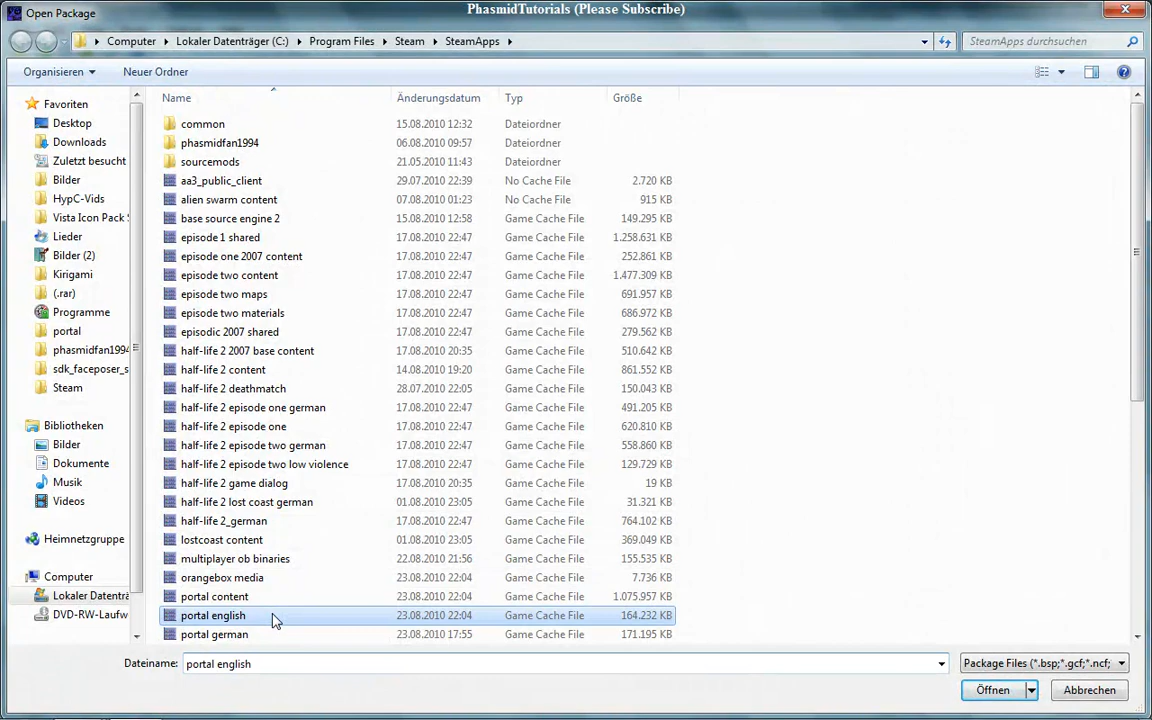 PhasmidTutorials (Please Subscribe)
Open Package
Computer Lokaler Datenträger (C:) Program Files Steam SteamApps
SteamApps durchsuchen
Organisieren Neuer Ordner
Name Änderungsdatum Typ Größe
Favoriten
Desktop
Downloads
Zuletzt besucht
Bilder
HypC-Vids
Vista Icon Pack
Lieder
Bilder (2)
Kirigami
(.rar)
Programme
portal
phasmidfan1994
sdk_faceposer_s
Steam
Bibliotheken
Bilder
Dokumente
Musik
Videos
Heimnetzgruppe
Computer
Lokaler Datenträ
DVD-RW-Laufw
common 15.08.2010 12:32 Dateiordner
phasmidfan1994 06.08.2010 09:57 Dateiordner
sourcemods 21.05.2010 11:43 Dateiordner
aa3_public_client 29.07.2010 22:39 No Cache File 2.720 KB
alien swarm content 07.08.2010 01:23 No Cache File 915 KB
base source engine 2 15.08.2010 12:58 Game Cache File 149.295 KB
episode 1 shared 17.08.2010 22:47 Game Cache File 1.258.631 KB
episode one 2007 content 17.08.2010 22:47 Game Cache File 252.861 KB
episode two content 17.08.2010 22:47 Game Cache File 1.477.309 KB
episode two maps 17.08.2010 22:47 Game Cache File 691.957 KB
episode two materials 17.08.2010 22:47 Game Cache File 686.972 KB
episodic 2007 shared 17.08.2010 22:47 Game Cache File 279.562 KB
half-life 2 2007 base content 17.08.2010 20:35 Game Cache File 510.642 KB
half-life 2 content 14.08.2010 19:20 Game Cache File 861.552 KB
half-life 2 deathmatch 28.07.2010 22:05 Game Cache File 150.043 KB
half-life 2 episode one german 17.08.2010 22:47 Game Cache File 491.205 KB
half-life 2 episode one 17.08.2010 22:47 Game Cache File 620.810 KB
half-life 2 episode two german 17.08.2010 22:47 Game Cache File 558.860 KB
half-life 2 episode two low violence 17.08.2010 22:47 Game Cache File 129.729 KB
half-life 2 game dialog 17.08.2010 20:35 Game Cache File 19 KB
half-life 2 lost coast german 01.08.2010 23:05 Game Cache File 31.321 KB
half-life 2_german 17.08.2010 22:47 Game Cache File 764.102 KB
lostcoast content 01.08.2010 23:05 Game Cache File 369.049 KB
multiplayer ob binaries 22.08.2010 21:56 Game Cache File 155.535 KB
orangebox media 23.08.2010 22:04 Game Cache File 7.736 KB
portal content 23.08.2010 22:04 Game Cache File 1.075.957 KB
portal english 23.08.2010 22:04 Game Cache File 164.232 KB
portal german 23.08.2010 17:55 Game Cache File 171.195 KB
Dateiname: portal english Package Files (*.bsp;*.gcf;*.ncf;
Öffnen Abbrechen